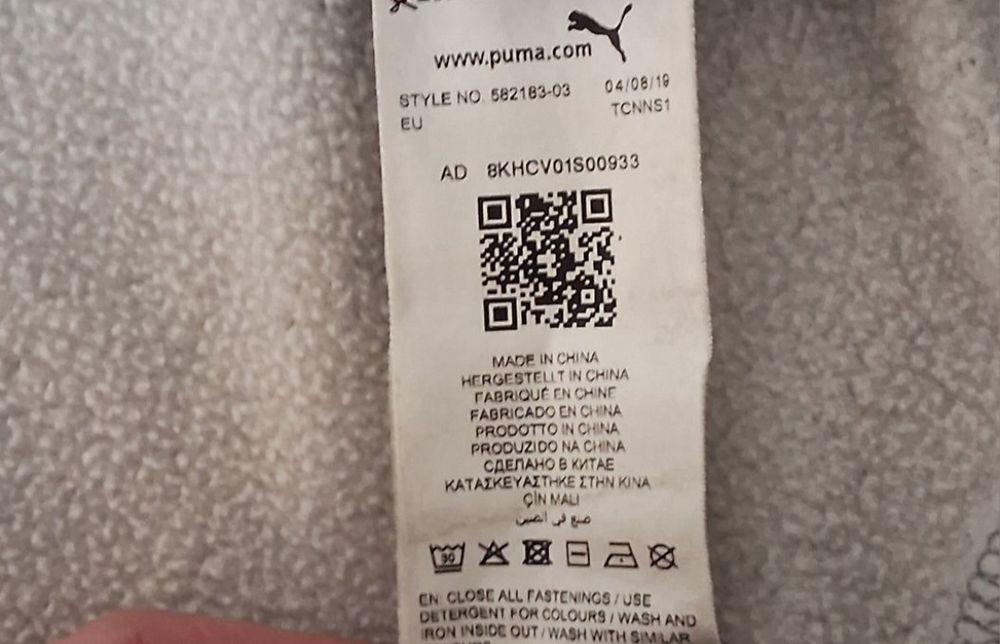 www.puma.com
STYLE NO. 582183-03 04/08/19
EU TCNNS1
AD 8KHCV01S00933
MADE IN CHINA
HERGESTELLT IN CHINA
FABRIQUÉ EN CHINE
FABRICADO EN CHINA
PRODOTTO IN CHINA
PRODUZIDO NA CHINA
СДЕЛАНО В КИТАЕ
ΚΑΤΑΣΚΕΥΑΣΤΗΚΕ ΣΤΗΝ ΚΙΝΑ
ÇİN MALI
صنع في الصين
30
EN: CLOSE ALL FASTENINGS / USE
DETERGENT FOR COLOURS / WASH AND
IRON INSIDE OUT / WASH WITH SIMILAR